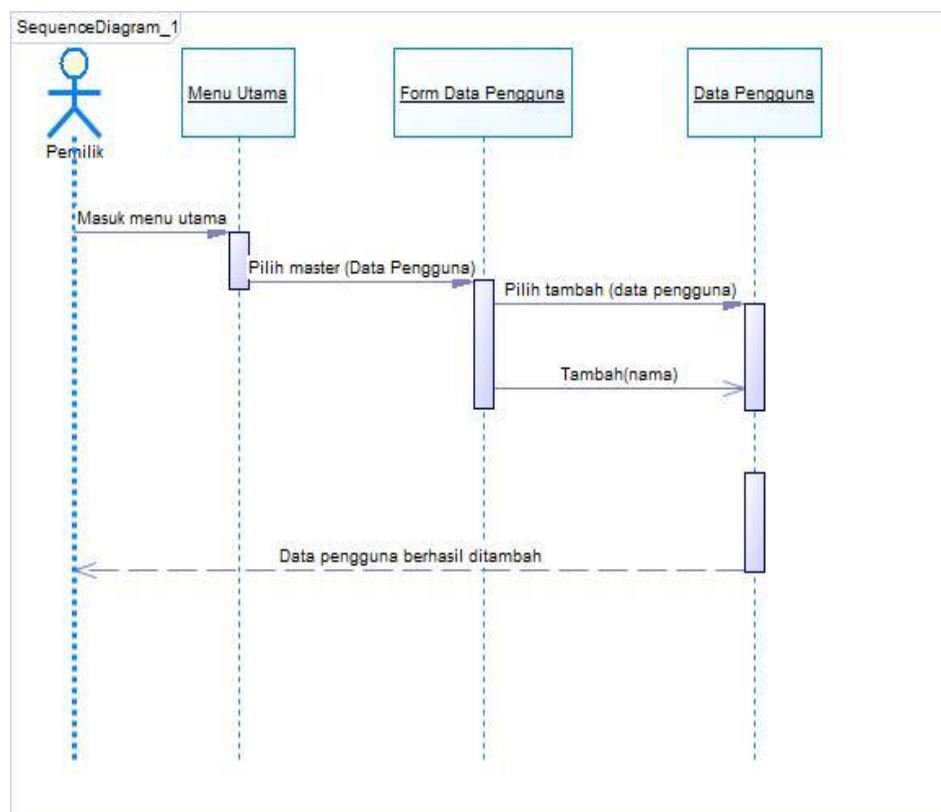 SequenceDiagram_1
Pemilik
Menu Utama
Form Data Pengguna
Data Pengguna
Masuk menu utama
Pilih master (Data Pengguna)
Pilih tambah (data pengguna)
Tambah(nama)
Data pengguna berhasil ditambah